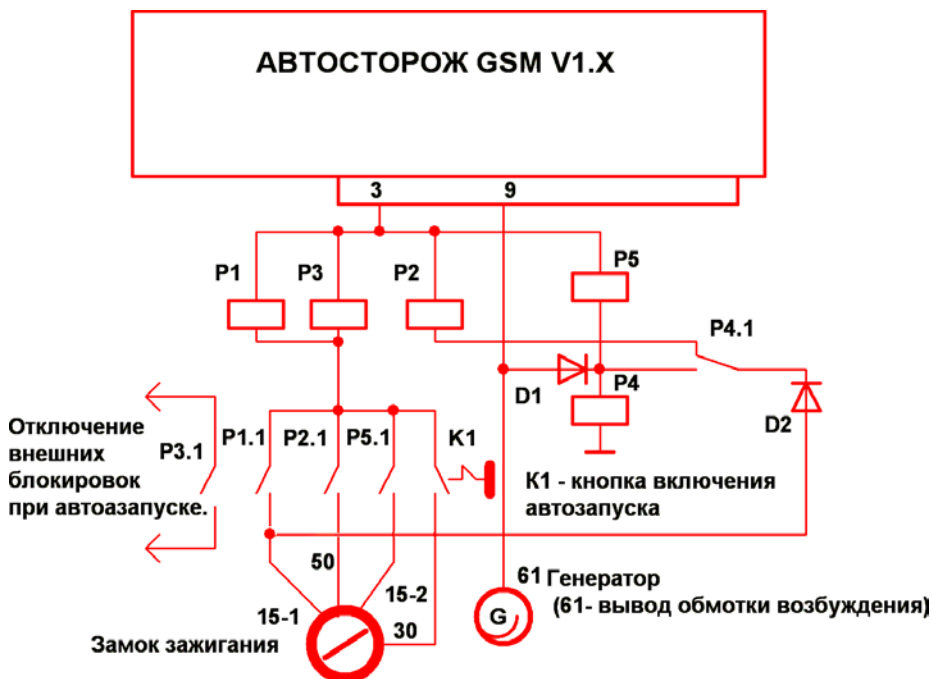 АВТОСТОРОЖ GSM V1.X
3
9
P1
P3
P2
P5
P4.1
D1
P4
D2
Отключение
внешних
блокировок
при автоазапуске.
P3.1
P1.1
P2.1
P5.1
K1
К1 - кнопка включения
автозапуска
50
15-1
15-2
30
61 Генератор
(61- вывод обмотки возбуждения)
G
Замок зажигания